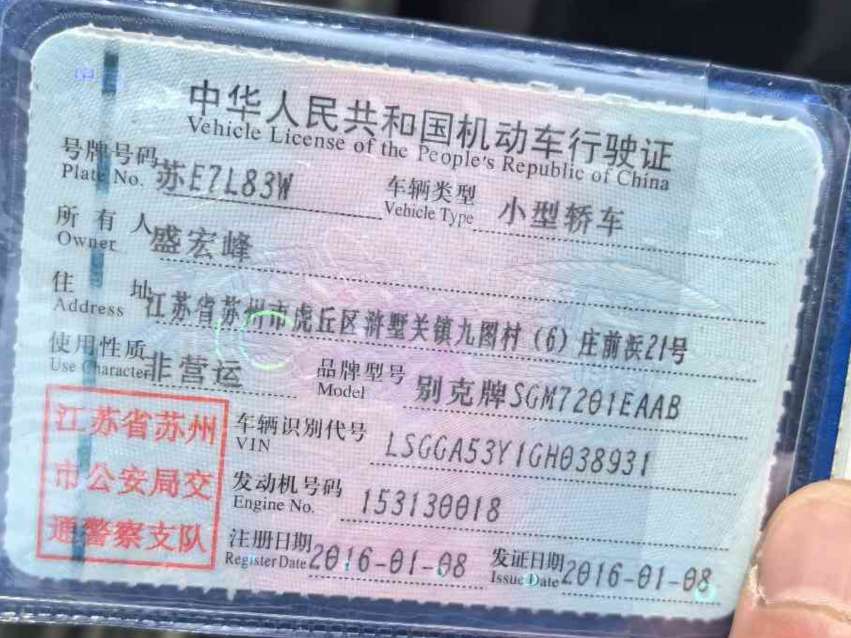 中华人民共和国机动车行驶证
Vehicle License of the People's Republic of China
号牌号码 苏E7L83W 车辆类型 小型轿车
Plate No. Vehicle Type
所有人 盛宏峰
Owner
住址 江苏省苏州市虎丘区浒墅关镇九图村(6)庄前浜21号
Address
使用性质 非营运 品牌型号 别克牌SGM7201EAAB
Use Character Model
江苏省苏州
市公安局交
通警察支队
车辆识别代号 LSGGA53Y1GH038931
VIN
发动机号码 153130018
Engine No.
注册日期 2016-01-08 发证日期 2016-01-08
Register Date Issue Date